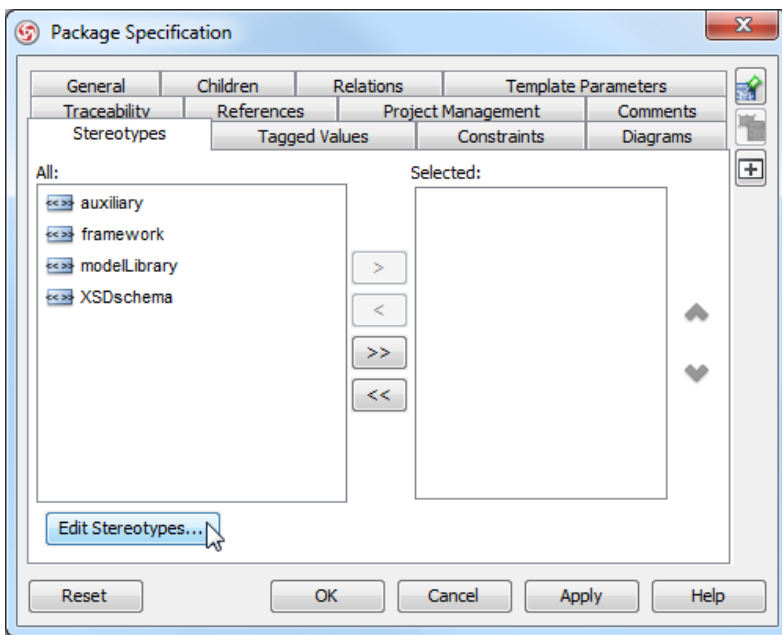 Package Specification
General Children Relations Template Parameters
Traceability References Project Management Comments
Stereotypes Tagged Values Constraints Diagrams
All: Selected:
<<>> auxiliary
<<>> framework
<<>> modelLibrary
<<>> XSDschema
>
<
>>
<<
Edit Stereotypes...
Reset OK Cancel Apply Help